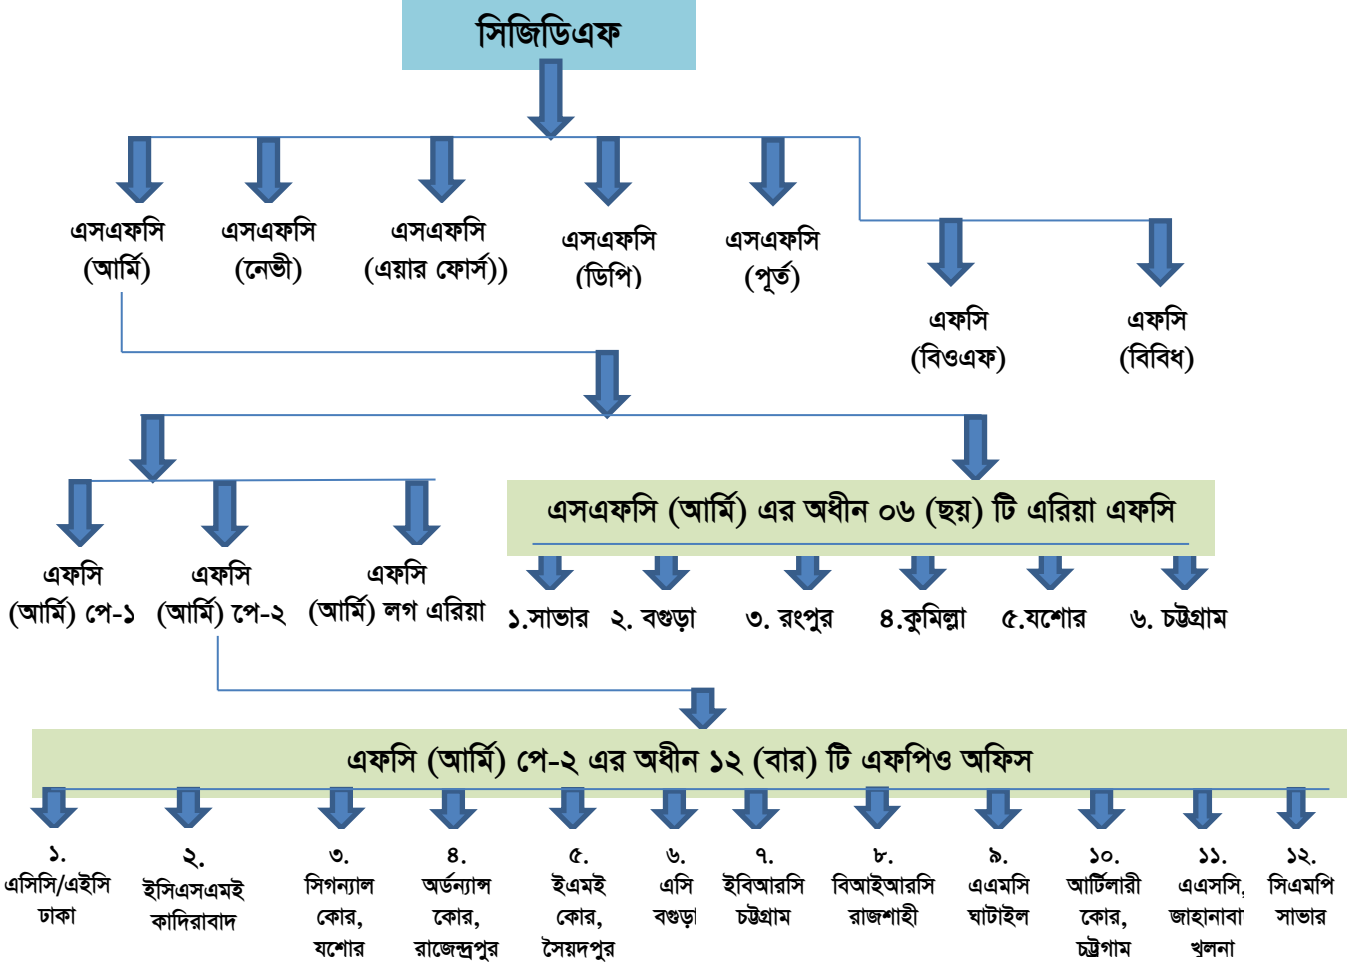 সিজিডিএফ
এসএফসি
(আর্মি)
এসএফসি
(নেভী)
এসএফসি
(এয়ার ফোর্স))
এসএফসি
(ডিপি)
এসএফসি
(পূর্ত)
এফসি
(বিওএফ)
এফসি
(বিবিধ)
এফসি
(আর্মি) পে-১
এফসি
(আর্মি) পে-২
এফসি
(আর্মি) লগ এরিয়া
এসএফসি (আর্মি) এর অধীন ০৬ (ছয়) টি এরিয়া এফসি
১.সাভার
২. বগুড়া
৩. রংপুর
৪.কুমিল্লা
৫.যশোর
৬. চট্টগ্রাম
এফসি (আর্মি) পে-২ এর অধীন ১২ (বার) টি এফপিও অফিস
১.
এসিসি/এইসি
ঢাকা
২.
ইসিএসএমই
কাদিরাবাদ
৩.
সিগন্যাল
কোর,
যশোর
৪.
অর্ডন্যান্স
কোর,
রাজেন্দ্রপুর
৫.
ইএমই
কোর,
সৈয়দপুর
৬.
এসি
বগুড়া
৭.
ইবিআরসি
চট্টগ্রাম
৮.
বিআইআরসি
রাজশাহী
৯.
এএমসি
ঘাটাইল
১০.
আর্টিলারী
কোর,
চট্টগাম
১১.
এএসসি,
জাহানাবা
খুলনা
১২.
সিএমপি
সাভার